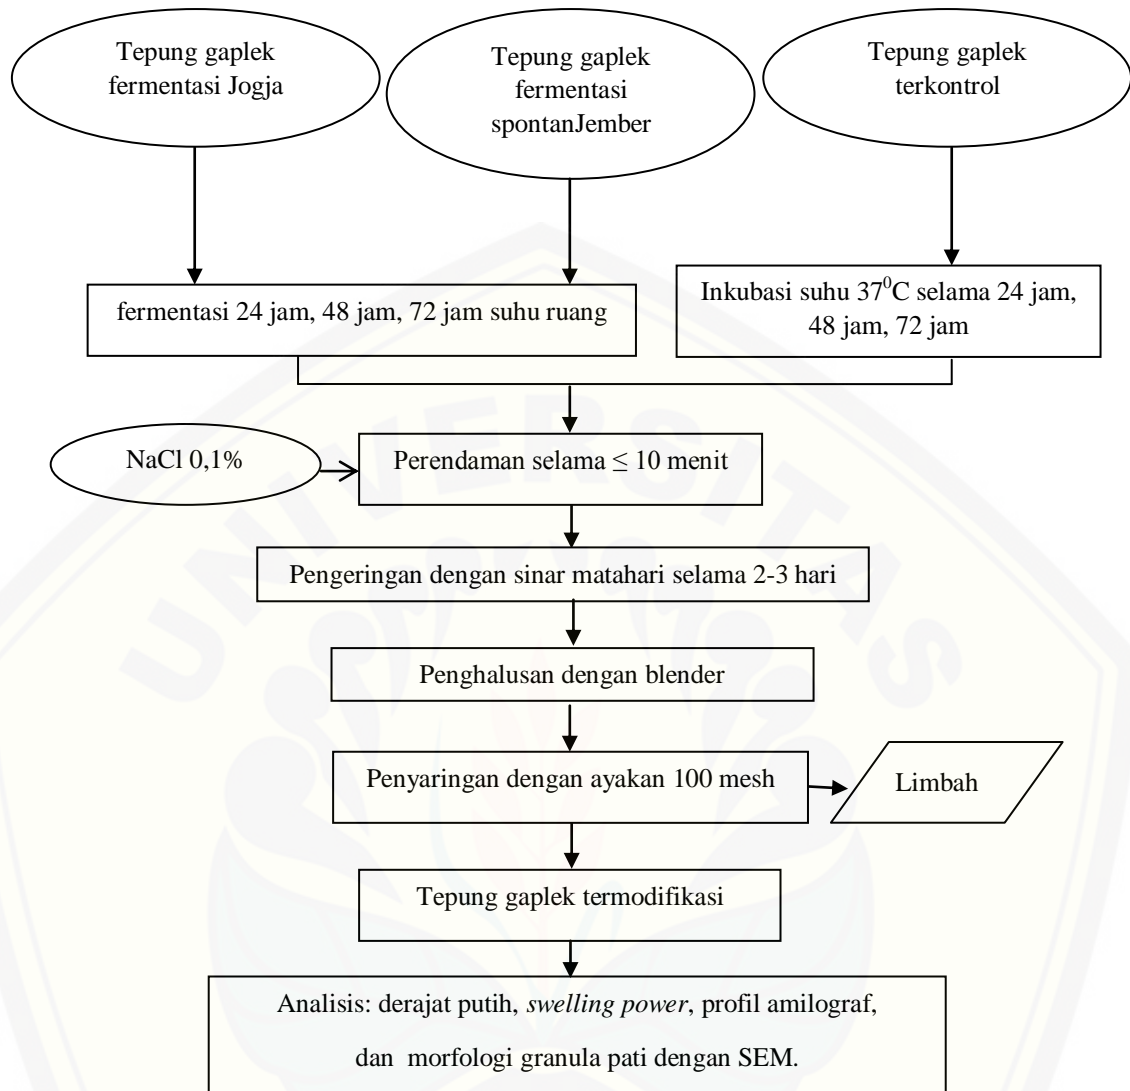 Tepung gaplek
fermentasi Jogja
Tepung gaplek
fermentasi
spontanJember
Tepung gaplek
terkontrol
fermentasi 24 jam, 48 jam, 72 jam suhu ruang
Inkubasi suhu 37⁰C selama 24 jam,
48 jam, 72 jam
NaCl 0,1%
Perendaman selama ≤ 10 menit
Pengeringan dengan sinar matahari selama 2-3 hari
Penghalusan dengan blender
Penyaringan dengan ayakan 100 mesh
Limbah
Tepung gaplek termodifikasi
Analisis: derajat putih, swelling power, profil amilograf,
dan morfologi granula pati dengan SEM.
UNIVERSITAS